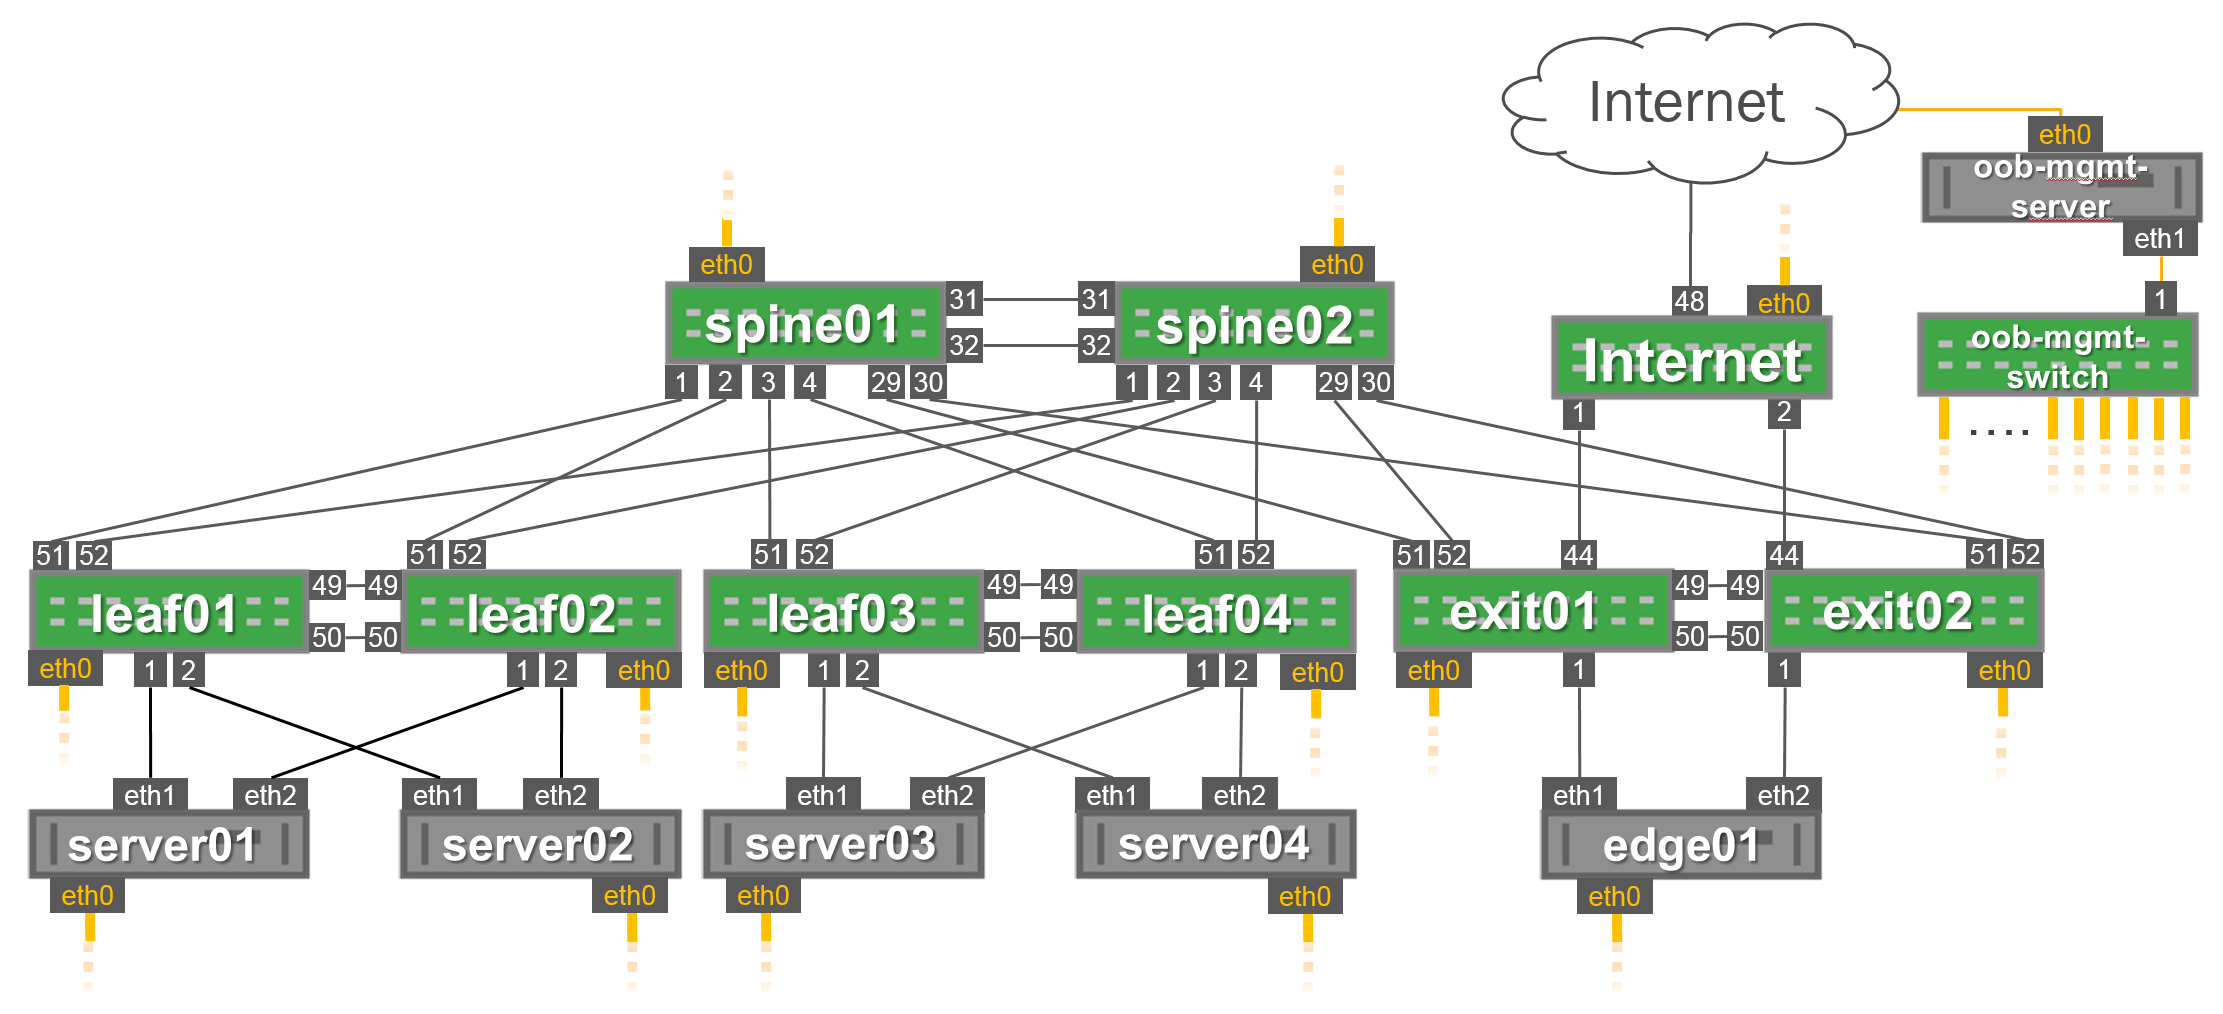 Internet
eth0
oob-mgmt-
server
eth1
1
oob-mgmt-
switch
. . . .
eth0
spine01
31
32
1 2 3 4 29 30
eth0
31
32
spine02
1 2 3 4 29 30
48 eth0
Internet
1 2
51 52
leaf01
49
50
eth0 1 2
51 52
49
50
leaf02
1 2 eth0
51 52
leaf03
49
50
eth0 1 2
51 52
49
50
leaf04
1 2 eth0
51 52 44
exit01
49
50
eth0 1
44 51 52
49
50
exit02
1 eth0
eth1 eth2
server01
eth0
eth1 eth2
server02
eth0
eth1 eth2
server03
eth0
eth1 eth2
server04
eth0
eth1 eth2
edge01
eth0